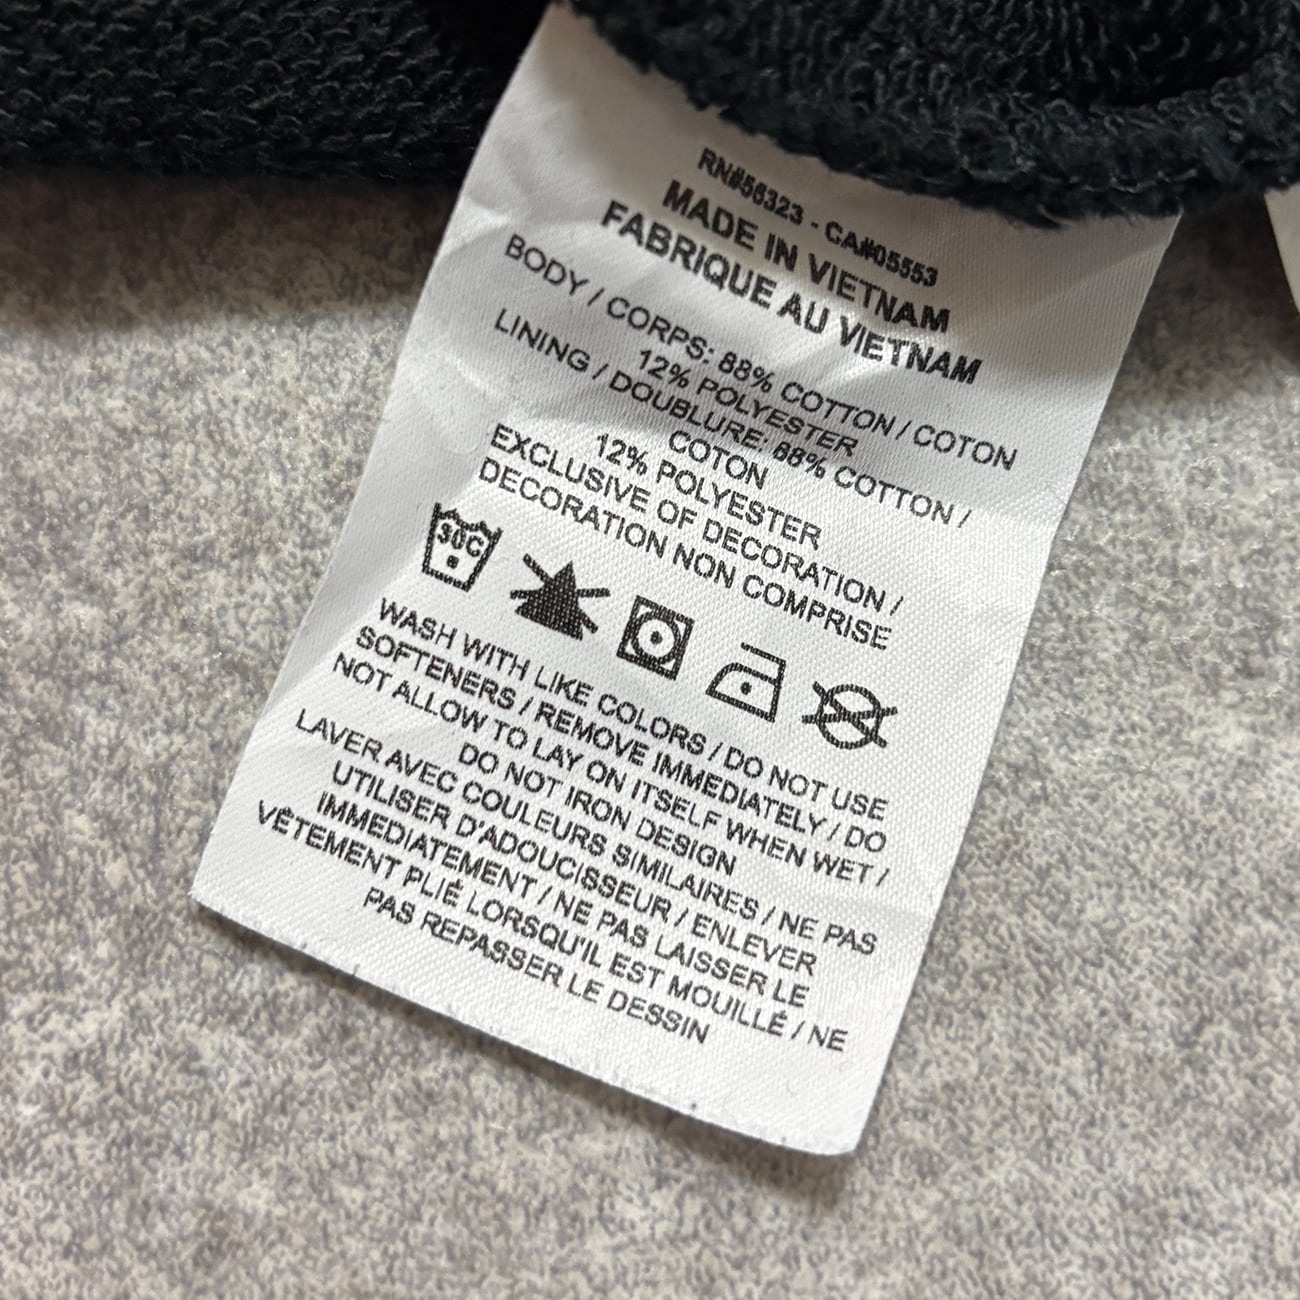 RN#56323 - CA#05553
MADE IN VIETNAM
FABRIQUE AU VIETNAM
BODY / CORPS: 88% COTTON / COTON
12% POLYESTER
LINING / DOUBLURE: 88% COTTON /
COTON
12% POLYESTER
EXCLUSIVE OF DECORATION /
DECORATION NON COMPRISE
30C
WASH WITH LIKE COLORS / DO NOT USE
SOFTENERS / REMOVE IMMEDIATELY / DO
NOT ALLOW TO LAY ON ITSELF WHEN WET /
DO NOT IRON DESIGN
LAVER AVEC COULEURS SIMILAIRES / NE PAS
UTILISER D'ADOUCISSEUR / ENLEVER
IMMEDIATEMENT / NE PAS LAISSER LE
VÊTEMENT PLIÉ LORSQU'IL EST MOUILLÉ / NE
PAS REPASSER LE DESSIN